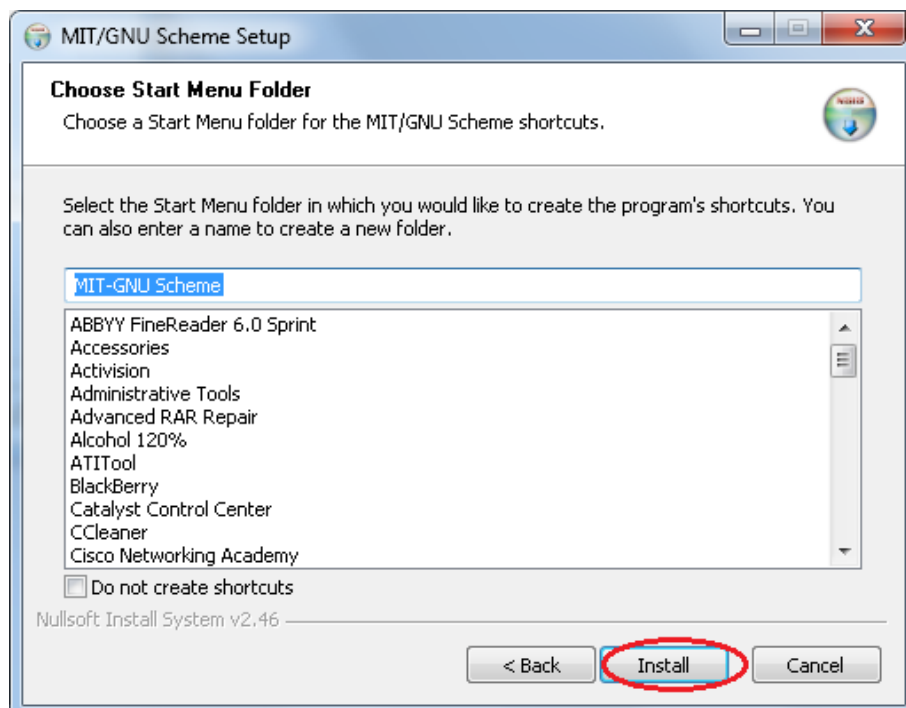 MIT/GNU Scheme Setup
Choose Start Menu Folder
Choose a Start Menu folder for the MIT/GNU Scheme shortcuts.
Select the Start Menu folder in which you would like to create the program's shortcuts. You
can also enter a name to create a new folder.
MIT-GNU Scheme
ABBYY FineReader 6.0 Sprint
Accessories
Activision
Administrative Tools
Advanced RAR Repair
Alcohol 120%
ATITool
BlackBerry
Catalyst Control Center
CCleaner
Cisco Networking Academy
Do not create shortcuts
Nullsoft Install System v2.46
< Back Install Cancel